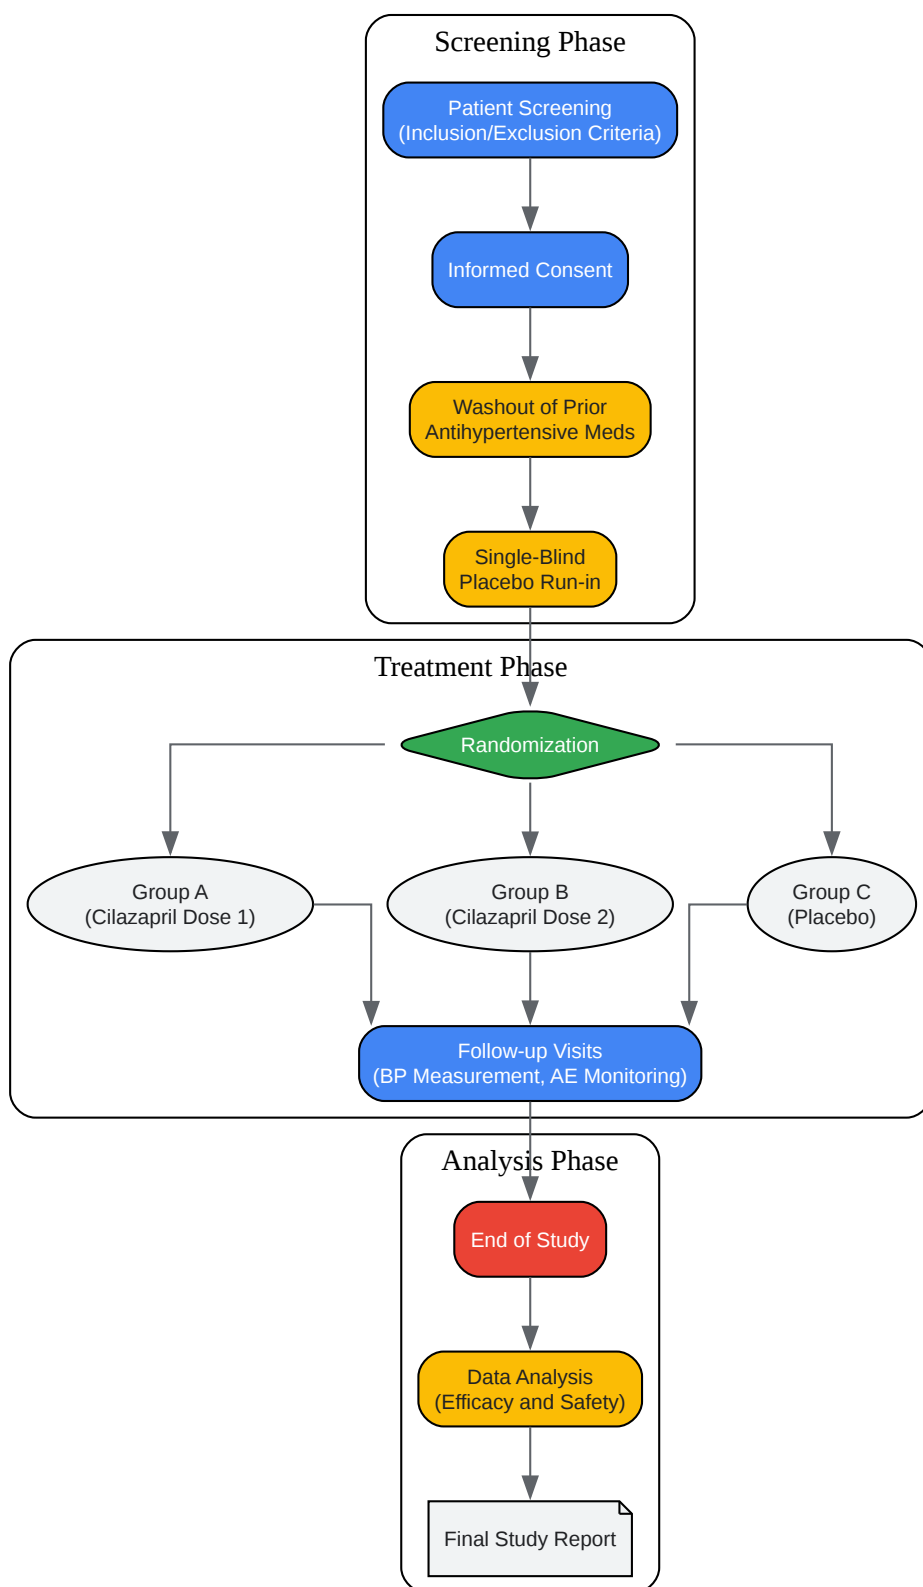 Screening Phase
Patient Screening
(Inclusion/Exclusion Criteria)
Informed Consent
Washout of Prior
Antihypertensive Meds
Single-Blind
Placebo Run-in
Treatment Phase
Randomization
Group A
(Cilazapril Dose 1)
Group B
(Cilazapril Dose 2)
Group C
(Placebo)
Follow-up Visits
(BP Measurement, AE Monitoring)
Analysis Phase
End of Study
Data Analysis
(Efficacy and Safety)
Final Study Report